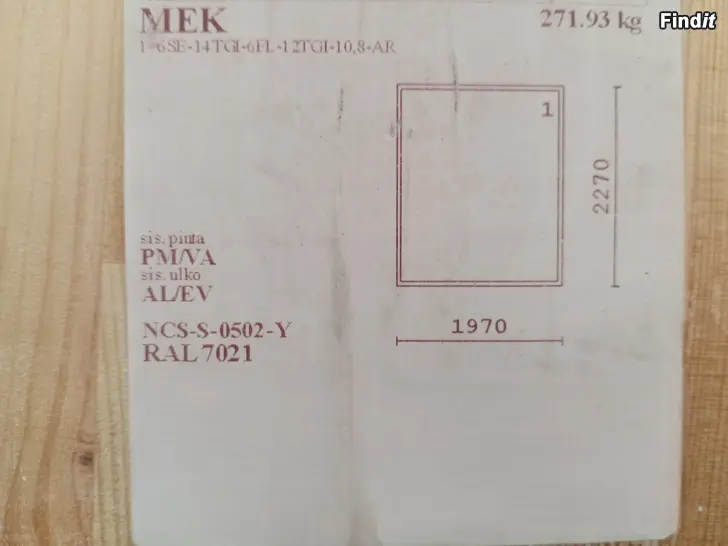 MEK
271.93 kg
Findit
1-6SE-14TGI-6FL-12TGI-10,8-AR
1
2270
sis. pinta
PM/VA
sis. ulko
AL/EV
NCS-S-0502-Y
RAL 7021
1970